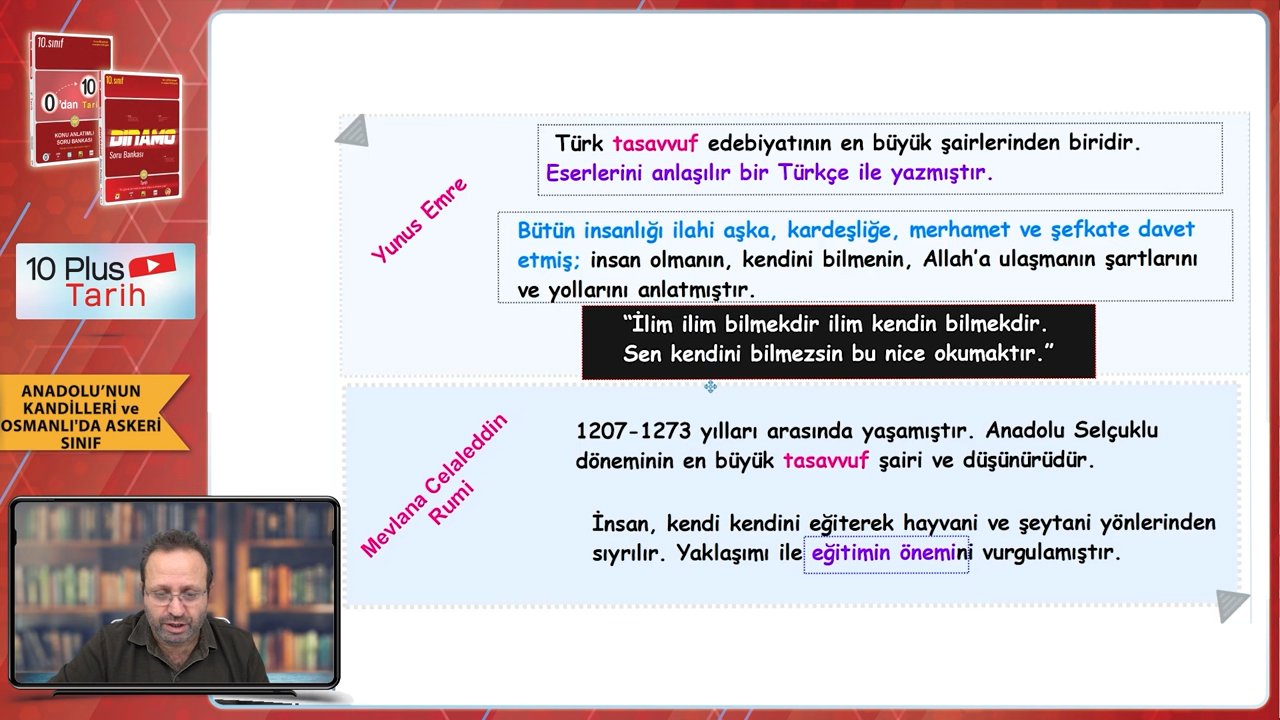 10.sınıf
0'dan 10
Tari
KONU ANLATIMLI
SORU BANKASI
10.sınıf
DINAMO
Soru Bankası
10 Plus
Tarih
ANADOLU'NUN
KANDİLLERİ ve
OSMANLI'DA ASKERİ
SINIF
Yunus Emre
Türk tasavvuf edebiyatının en büyük şairlerinden biridir.
Eserlerini anlaşılır bir Türkçe ile yazmıştır.
Bütün insanlığı ilahi aşka, kardeşliğe, merhamet ve şefkate davet
etmiş; insan olmanın, kendini bilmenin, Allah'a ulaşmanın şartlarını
ve yollarını anlatmıştır.
“İlim ilim bilmekdir ilim kendin bilmekdir.
Sen kendini bilmezsin bu nice okumaktır.”
Mevlana Celaleddin
Rumi
1207-1273 yılları arasında yaşamıştır. Anadolu Selçuklu
döneminin en büyük tasavvuf şairi ve düşünürüdür.
İnsan, kendi kendini eğiterek hayvani ve şeytani yönlerinden
sıyrılır. Yaklaşımı ile eğitimin önemini vurgulamıştır.